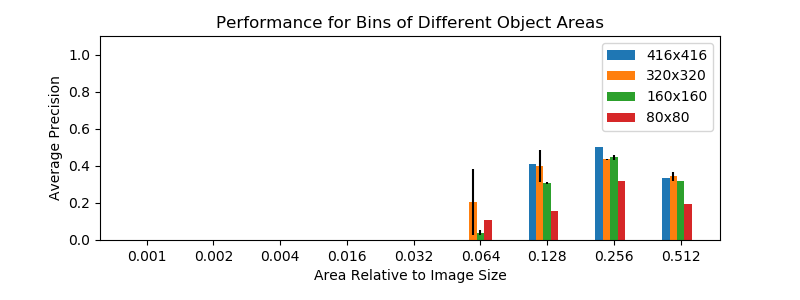 Performance for Bins of Different Object Areas
Average Precision
1.0
0.8
0.6
0.4
0.2
0.0
416x416
320x320
160x160
80x80
0.001 0.002 0.004 0.016 0.032 0.064 0.128 0.256 0.512
Area Relative to Image Size